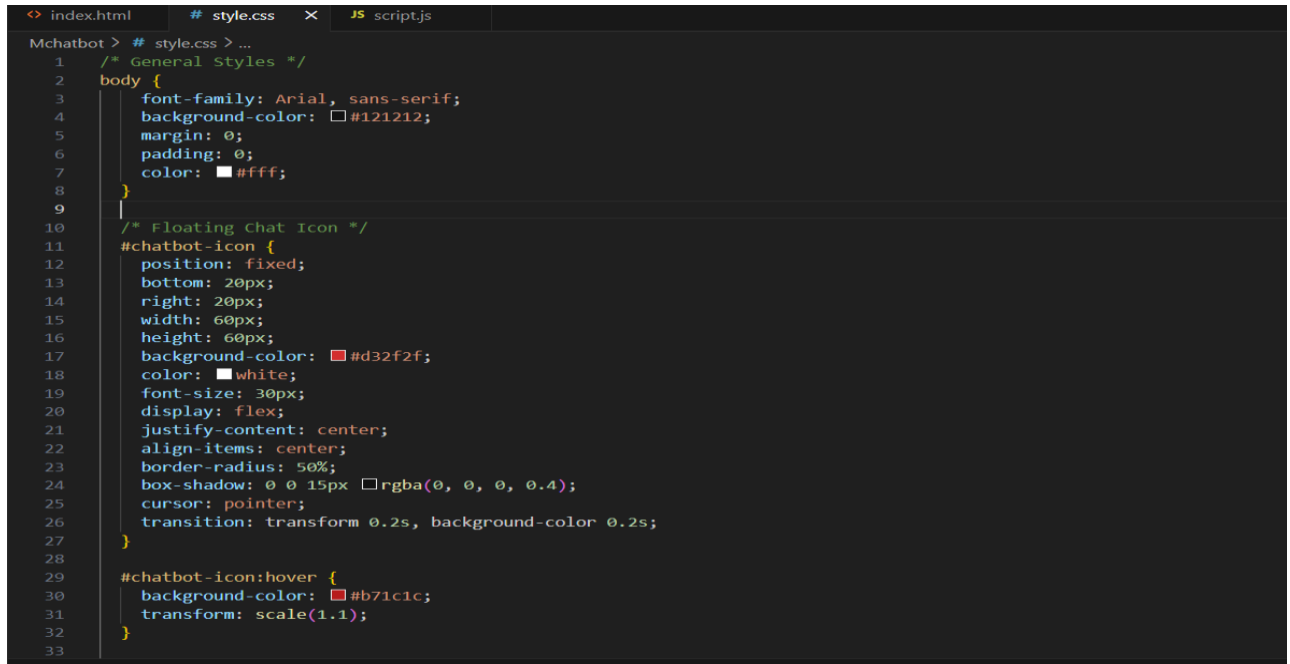 <> index.html # style.css × JS script.js
Mchatbot > # style.css > ...
1 /* General Styles */
2 body {
3 font-family: Arial, sans-serif;
4 background-color: #121212;
5 margin: 0;
6 padding: 0;
7 color: #fff;
8 }
9
10 /* Floating Chat Icon */
11 #chatbot-icon {
12 position: fixed;
13 bottom: 20px;
14 right: 20px;
15 width: 60px;
16 height: 60px;
17 background-color: #d32f2f;
18 color: white;
19 font-size: 30px;
20 display: flex;
21 justify-content: center;
22 align-items: center;
23 border-radius: 50%;
24 box-shadow: 0 0 15px rgba(0, 0, 0, 0.4);
25 cursor: pointer;
26 transition: transform 0.2s, background-color 0.2s;
27 }
28
29 #chatbot-icon:hover {
30 background-color: #b71c1c;
31 transform: scale(1.1);
32 }
33